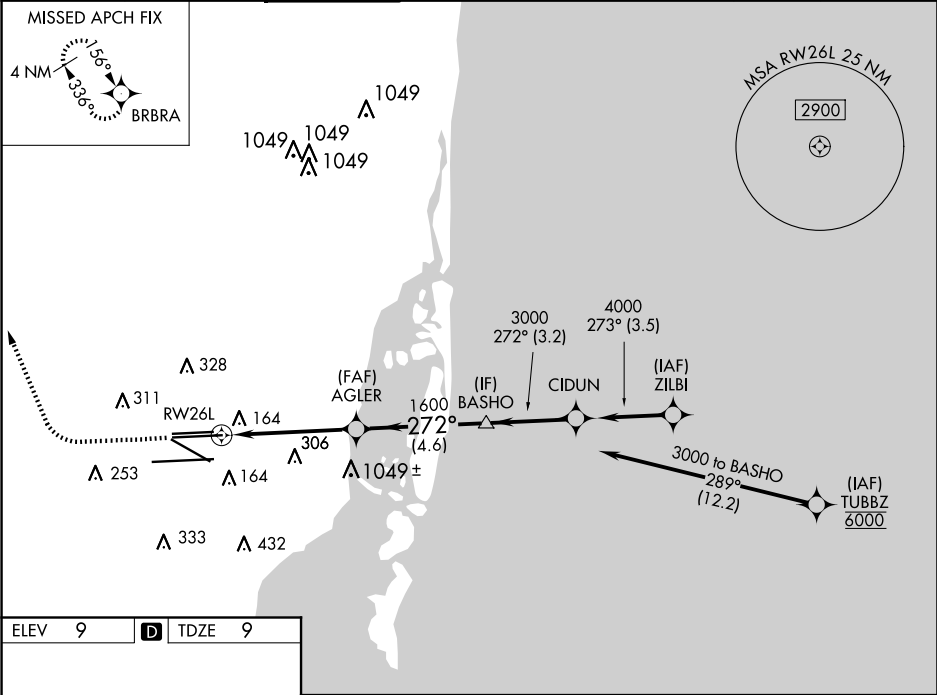 MISSED APCH FIX
156°
4 NM
336°
BRBRA
1049
1049
1049
1049
MSA RW26L 25 NM
2900
3000
272° (3.2)
4000
273° (3.5)
(IAF)
ZILBI
CIDUN
(IF)
BASHO
(FAF)
AGLER
1600
272°
(4.6)
328
311
RW26L
164
306
253
164
1049 ±
333
432
3000 to BASHO
289°
(12.2)
(IAF)
TUBBZ
6000
ELEV 9 D TDZE 9